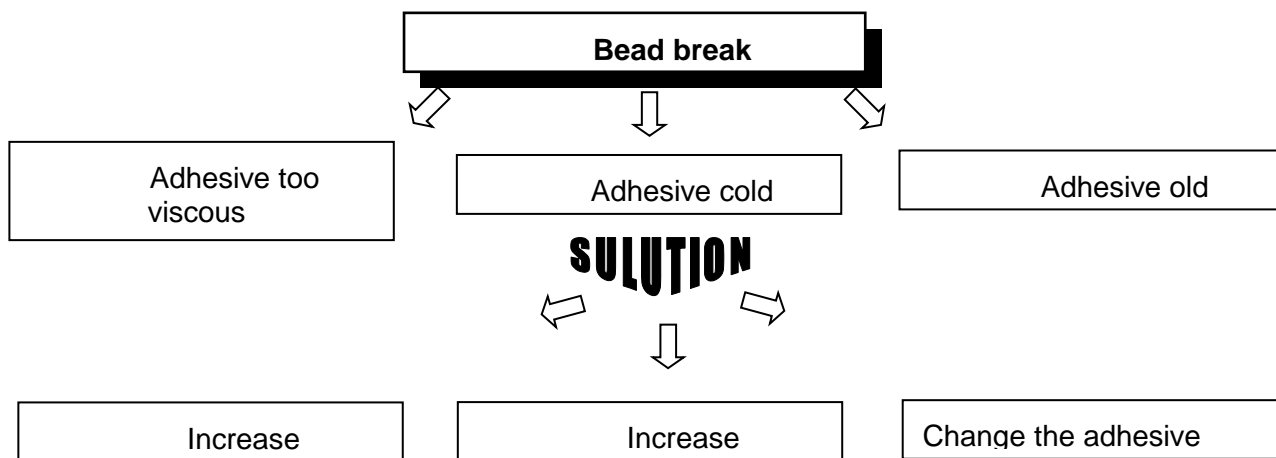 Bead break
Adhesive too
viscous
Adhesive cold
Adhesive old
SULUTION
Increase
Increase
Change the adhesive